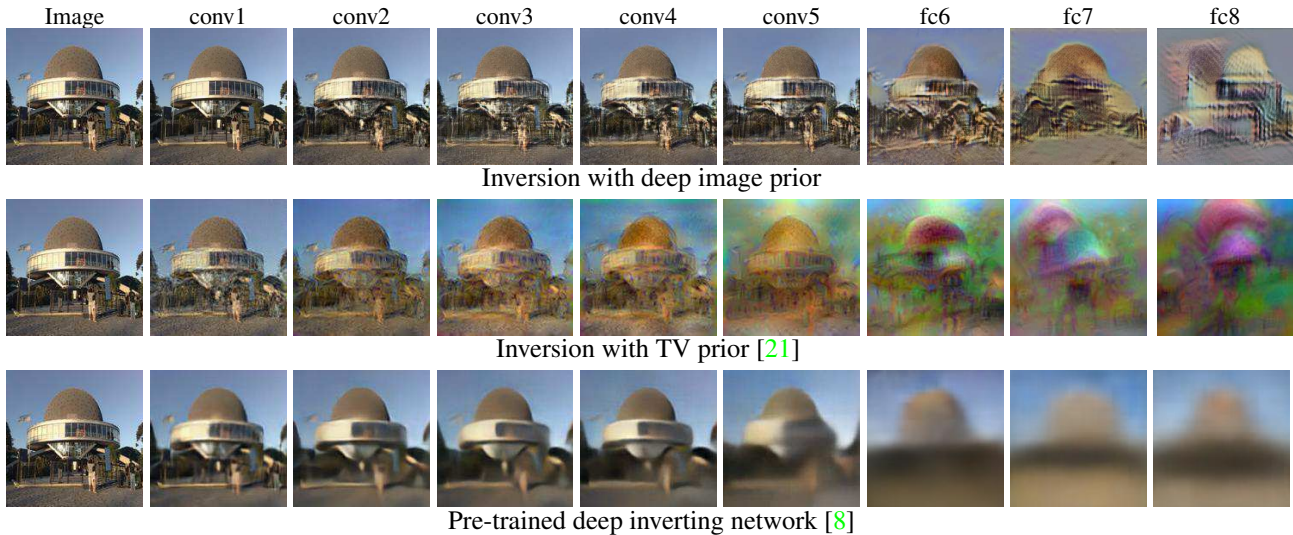 Image conv1 conv2 conv3 conv4 conv5 fc6 fc7 fc8
Inversion with deep image prior
Inversion with TV prior [21]
Pre-trained deep inverting network [8]